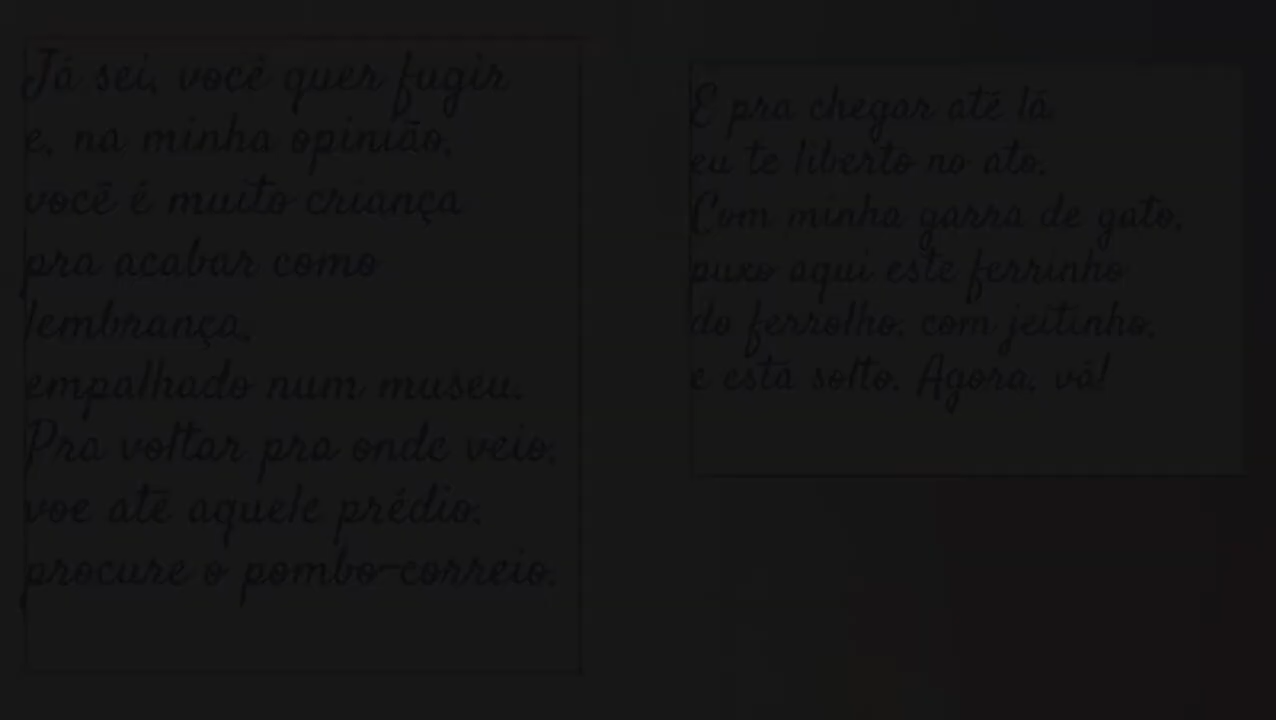 Já sei, você quer fugir
e, na minha opinião,
você é muito criança
pra acabar como
lembrança,
empalhado num museu.
Pra voltar pra onde veio,
voe até aquele prédio,
procure o pombo-correio.
E pra chegar até lá
eu te liberto no ato.
Com minha garra de gato,
puxo aqui este ferrinho
do ferrolho, com jeitinho,
e está solto. Agora, vá!